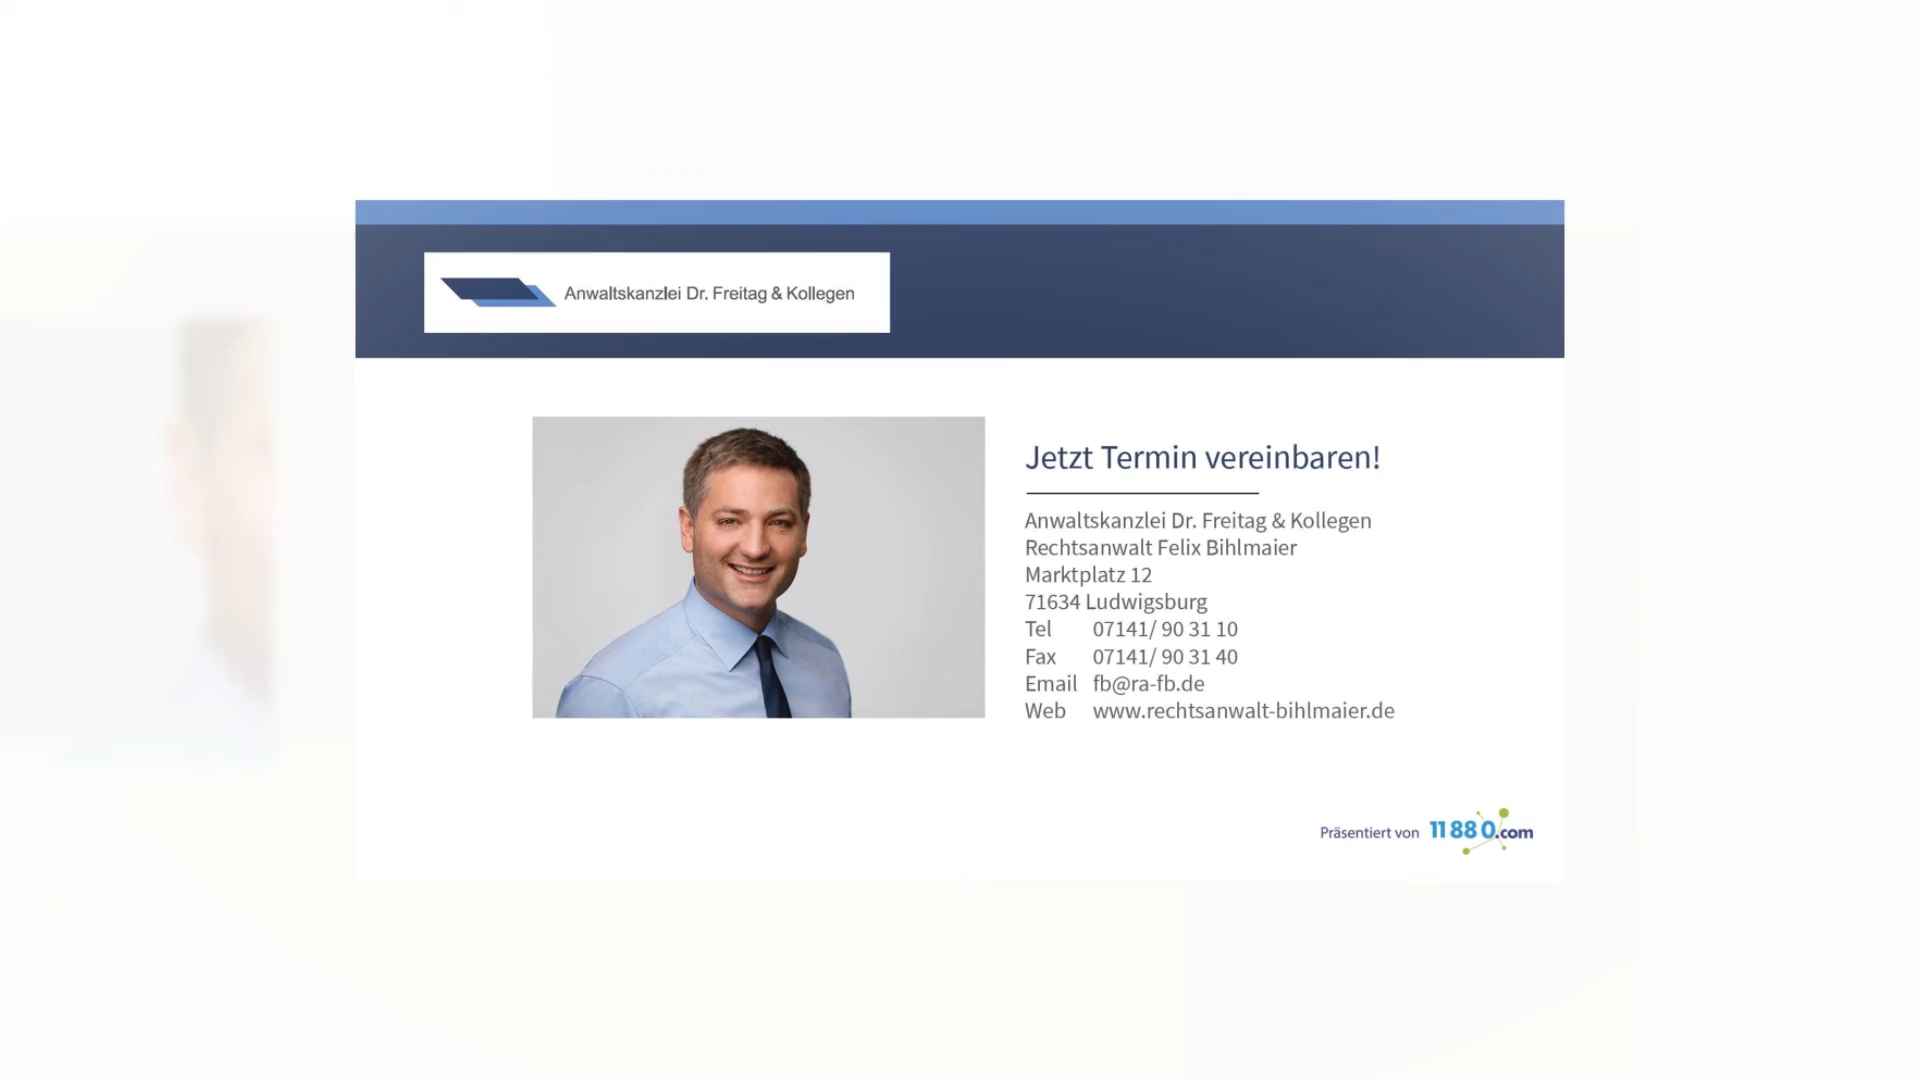 Anwaltskanzlei Dr. Freitag & Kollegen
Jetzt Termin vereinbaren!
Anwaltskanzlei Dr. Freitag & Kollegen
Rechtsanwalt Felix Bihlmaier
Marktplatz 12
71634 Ludwigsburg
Tel 07141/ 90 31 10
Fax 07141/ 90 31 40
Email fb@ra-fb.de
Web www.rechtsanwalt-bihlmaier.de
Präsentiert von 11880.com